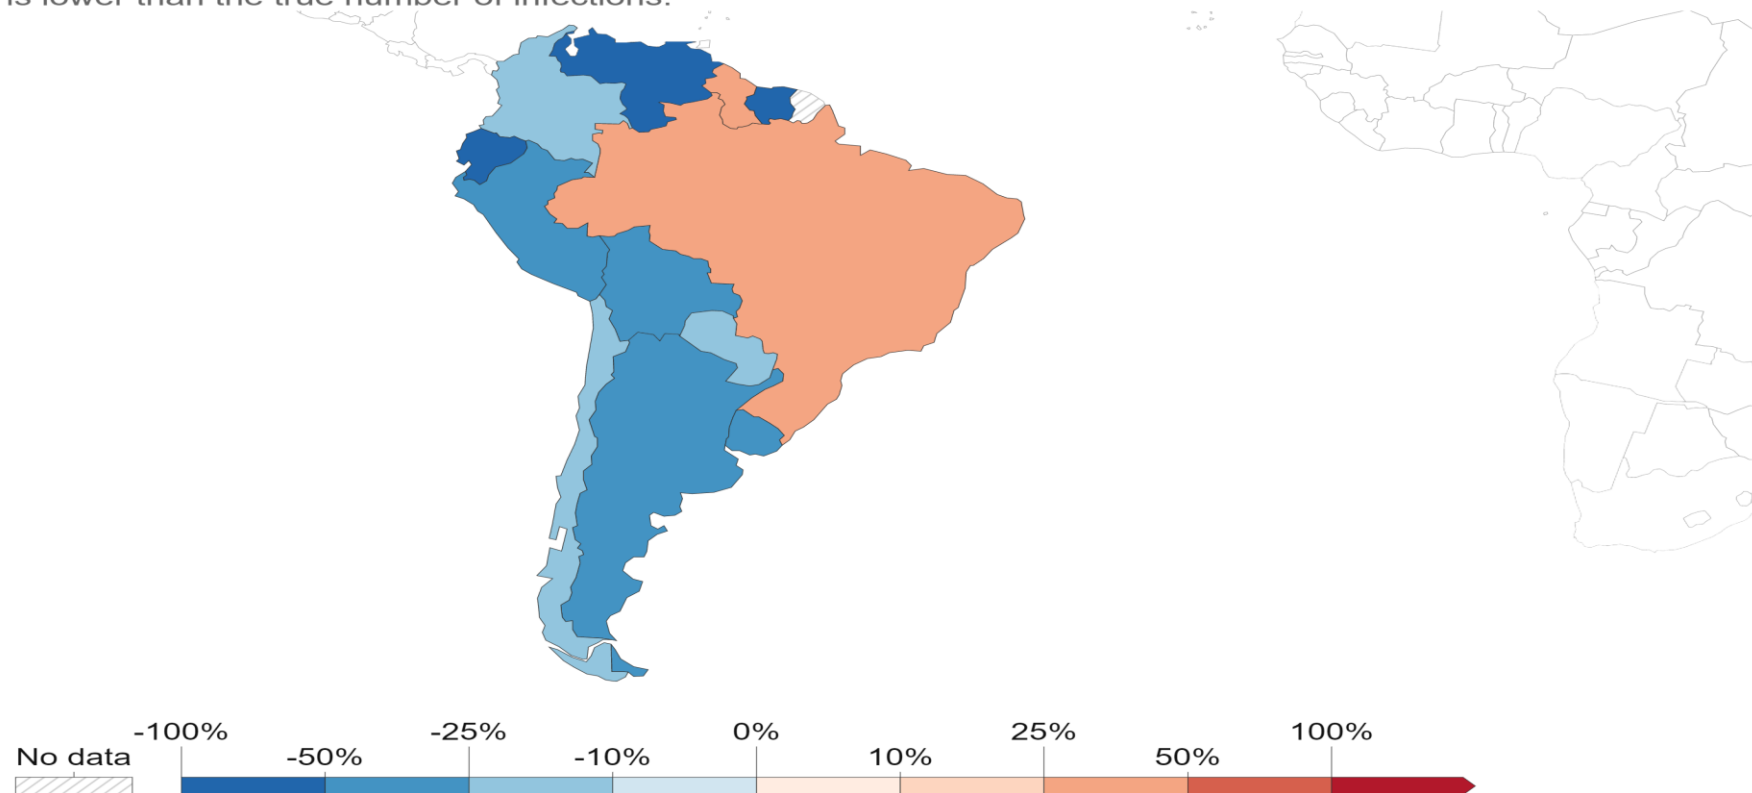 is lower than the true number of infections.
-100% -25% 0% 25% 100%
No data -50% -10% 10% 50%